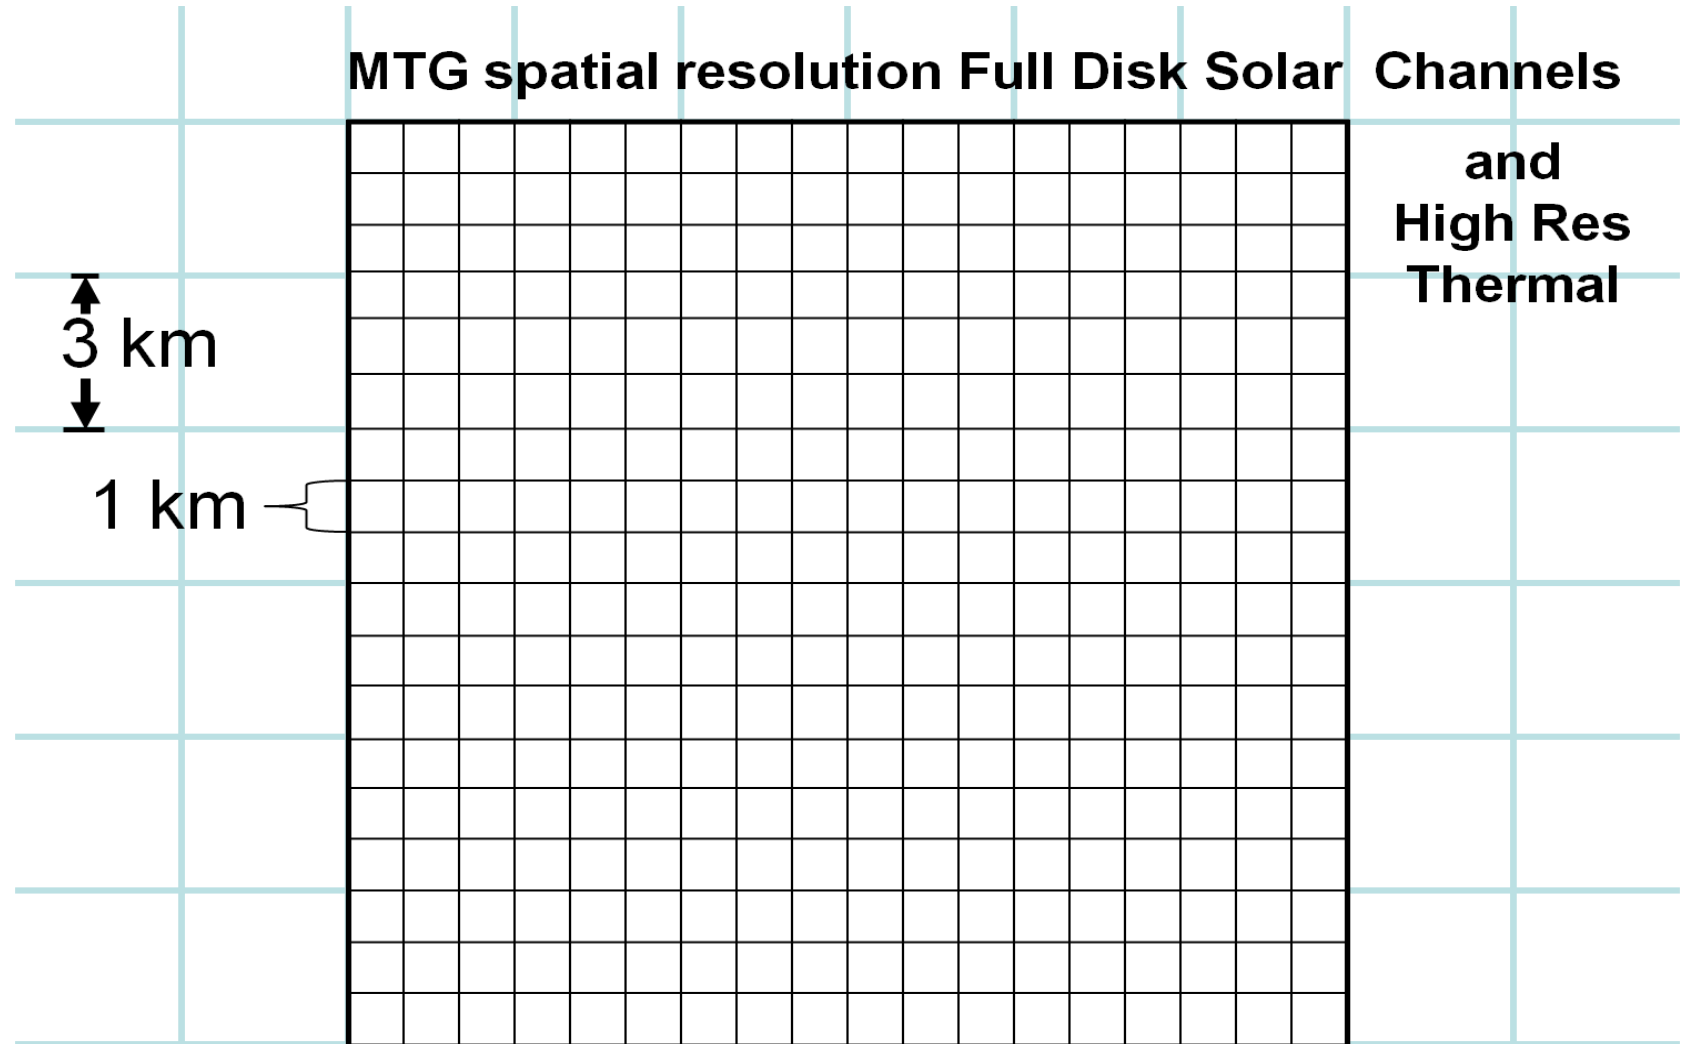 MTG spatial resolution Full Disk Solar Channels
and
High Res
Thermal
3 km
1 km